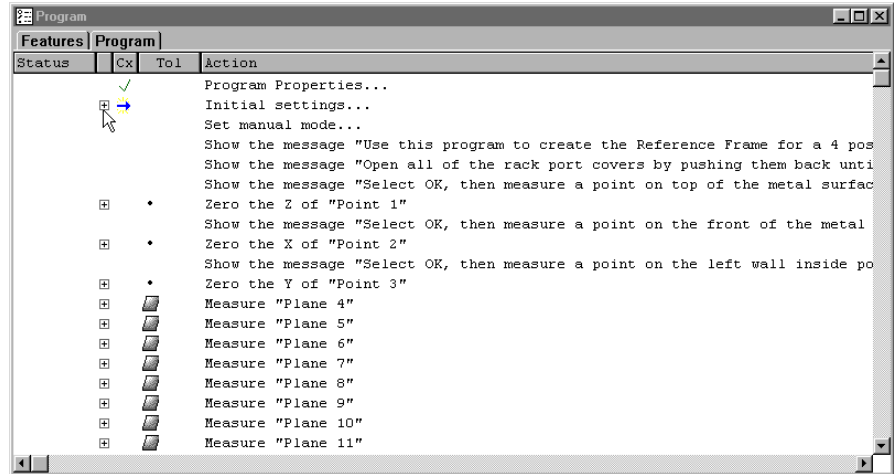 Program
Features Program
Status Cx Tol Action
Program Properties...
Initial settings...
Set manual mode...
Show the message "Use this program to create the Reference Frame for a 4 pos
Show the message "Open all of the rack port covers by pushing them back unti
Show the message "Select OK, then measure a point on top of the metal surfac
Zero the Z of "Point 1"
Show the message "Select OK, then measure a point on the front of the metal
Zero the X of "Point 2"
Show the message "Select OK, then measure a point on the left wall inside po
Zero the Y of "Point 3"
Measure "Plane 4"
Measure "Plane 5"
Measure "Plane 6"
Measure "Plane 7"
Measure "Plane 8"
Measure "Plane 9"
Measure "Plane 10"
Measure "Plane 11"